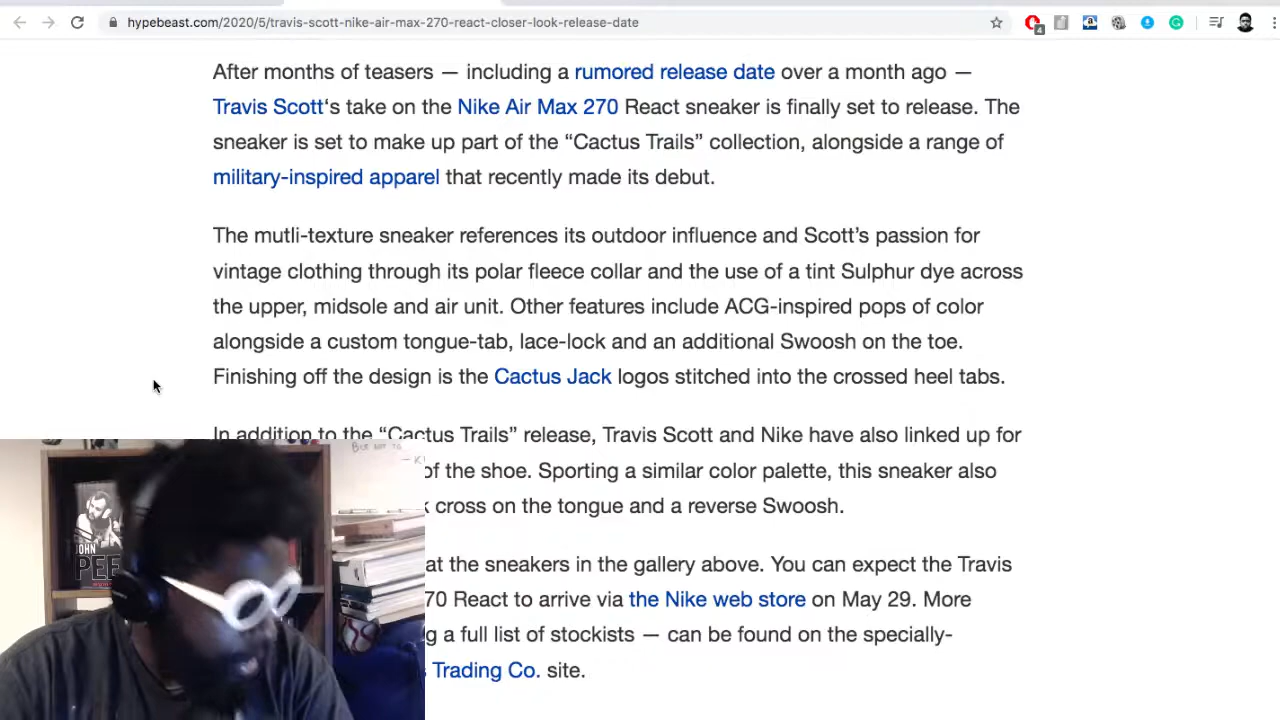 hypebeast.com/2020/5/travis-scott-nike-air-max-270-react-closer-look-release-date
4
After months of teasers — including a rumored release date over a month ago —
Travis Scott‘s take on the Nike Air Max 270 React sneaker is finally set to release. The
sneaker is set to make up part of the “Cactus Trails” collection, alongside a range of
military-inspired apparel that recently made its debut.
The mutli-texture sneaker references its outdoor influence and Scott’s passion for
vintage clothing through its polar fleece collar and the use of a tint Sulphur dye across
the upper, midsole and air unit. Other features include ACG-inspired pops of color
alongside a custom tongue-tab, lace-lock and an additional Swoosh on the toe.
Finishing off the design is the Cactus Jack logos stitched into the crossed heel tabs.
In addition to the “Cactus Trails” release, Travis Scott and Nike have also linked up for
of the shoe. Sporting a similar color palette, this sneaker also
cross on the tongue and a reverse Swoosh.
at the sneakers in the gallery above. You can expect the Travis
70 React to arrive via the Nike web store on May 29. More
g a full list of stockists — can be found on the specially-
Trading Co. site.
BUT NOT TO
JOHN
PEE